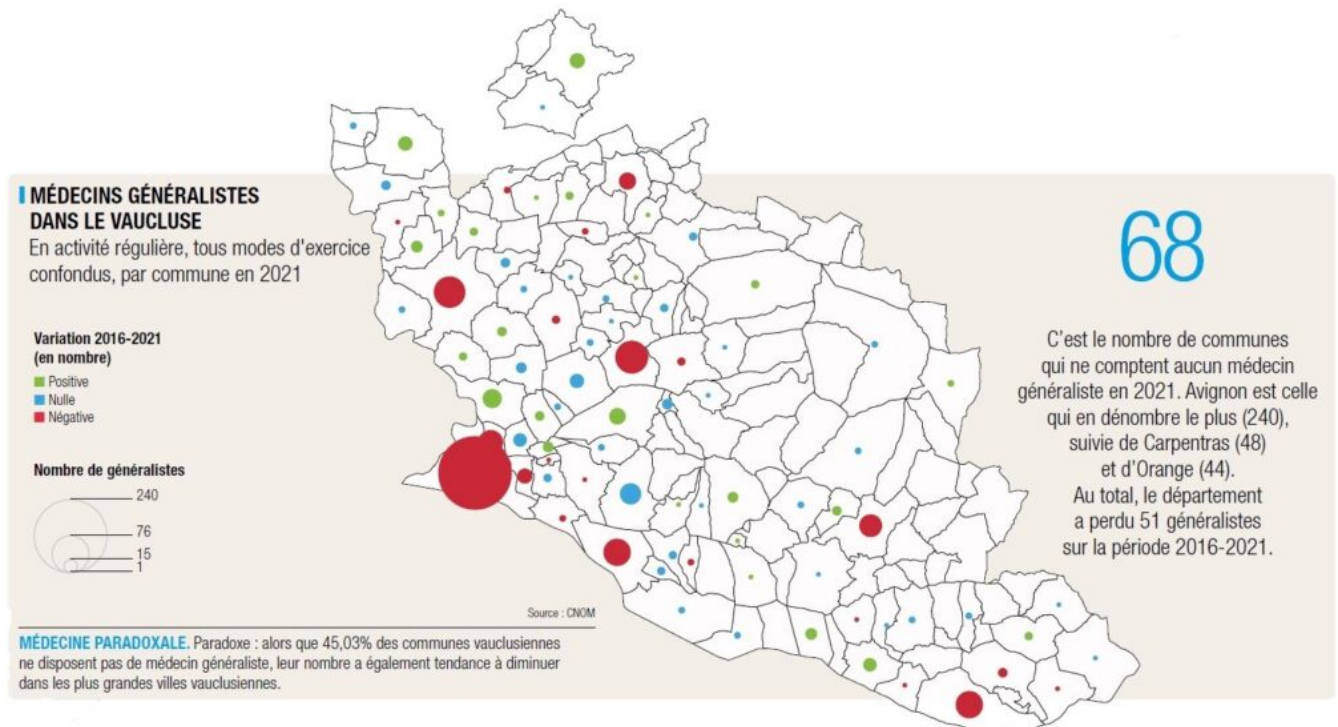 MÉDECINS GÉNÉRALISTES
DANS LE VAUCLUSE
En activité régulière, tous modes d'exercice
confondus, par commune en 2021
Variation 2016-2021
(en nombre)
Positive
Nulle
Négative
Nombre de généralistes
240
76
15
1
Source : CNOM
MÉDECINE PARADOXALE. Paradoxe : alors que 45,03% des communes vauclusiennes
ne disposent pas de médecin généraliste, leur nombre a également tendance à diminuer
dans les plus grandes villes vauclusiennes.
68
C'est le nombre de communes
qui ne comptent aucun médecin
généraliste en 2021. Avignon est celle
qui en dénombre le plus (240),
suivie de Carpentras (48)
et d'Orange (44).
Au total, le département
a perdu 51 généralistes
sur la période 2016-2021.